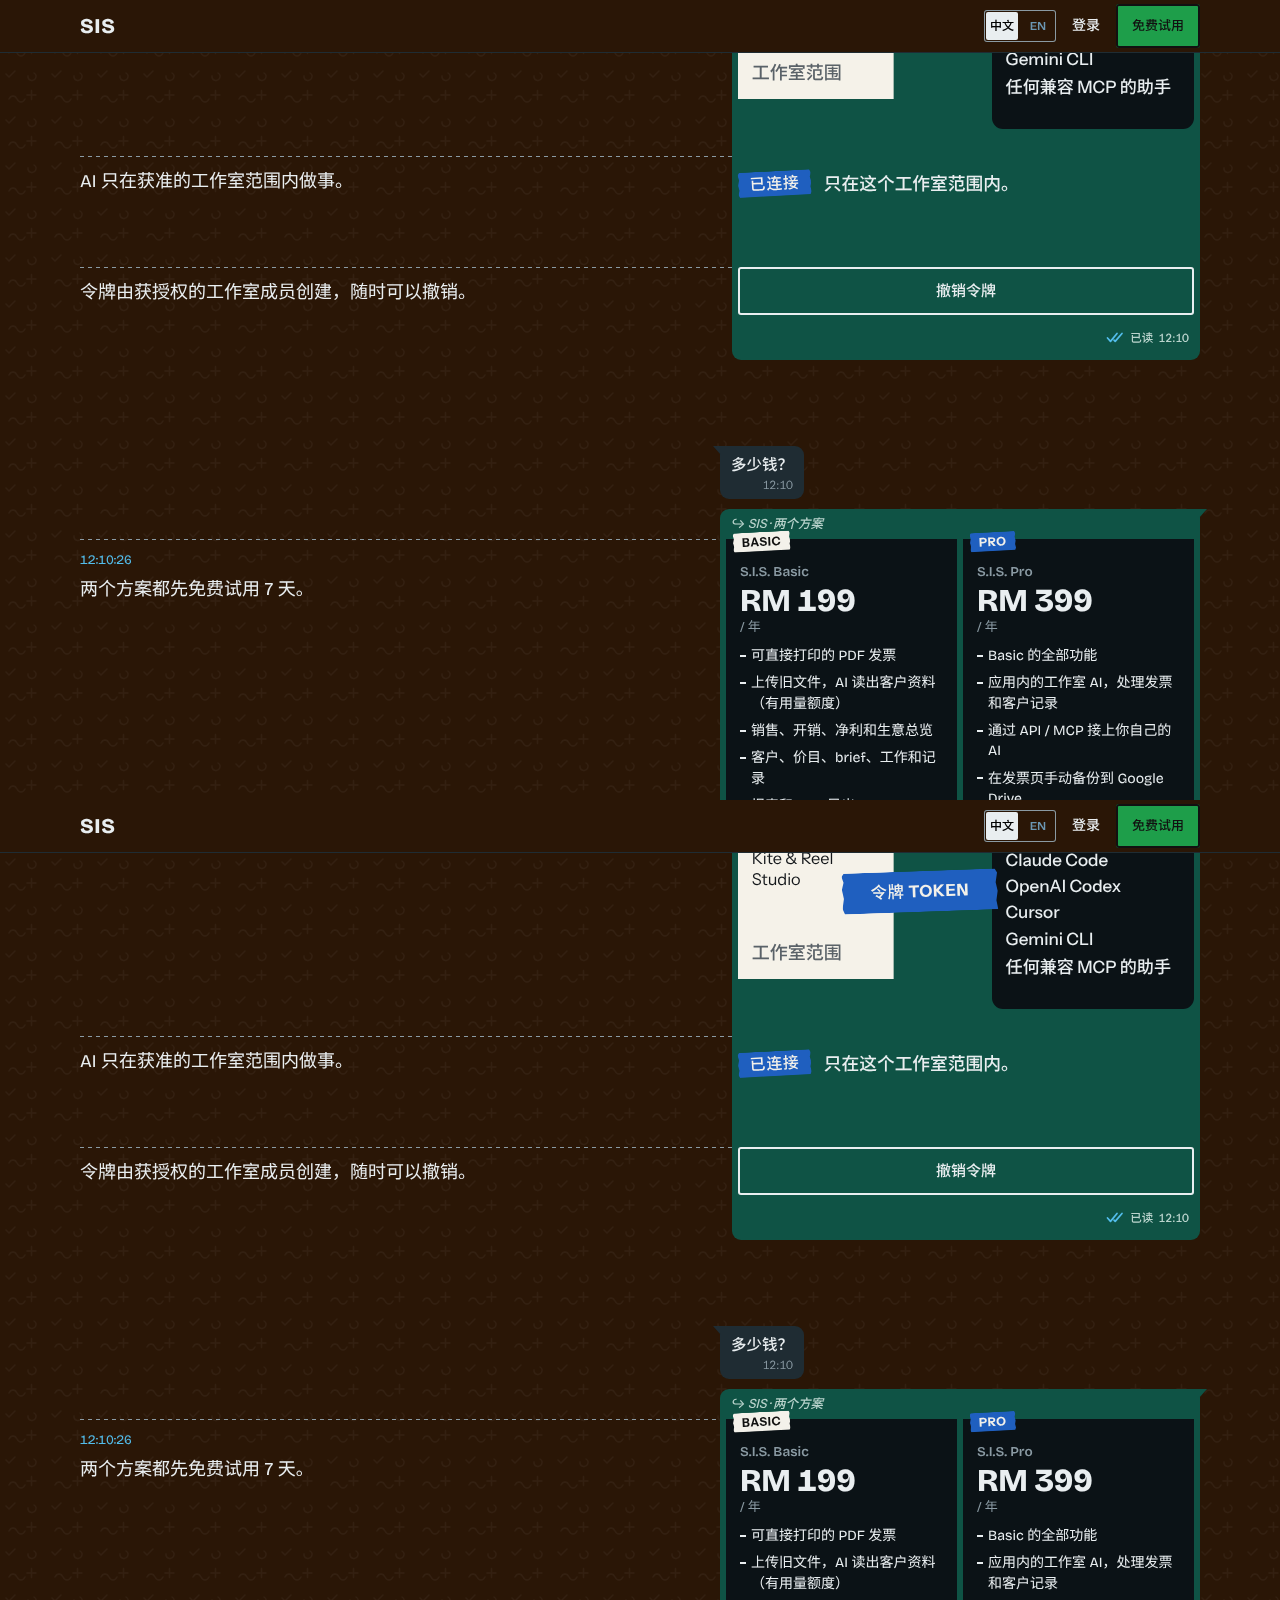 SIS
中文 EN 登录 免费试用
工作室范围
Gemini CLI
任何兼容 MCP 的助手
AI 只在获准的工作室范围内做事。
已连接 只在这个工作室范围内。
令牌由获授权的工作室成员创建，随时可以撤销。
撤销令牌
已读 12:10
多少钱？
12:10
SIS · 两个方案
12:10:26
两个方案都先免费试用 7 天。
BASIC
S.I.S. Basic
RM 199
/ 年
可直接打印的 PDF 发票
上传旧文件，AI 读出客户资料
（有用量额度）
销售、开销、净利和生意总览
客户、价目、brief、工作和记
录
PRO
S.I.S. Pro
RM 399
/ 年
Basic 的全部功能
应用内的工作室 AI，处理发票
和客户记录
通过 API / MCP 接上你自己的
AI
在发票页手动备份到 Google
Drive
SIS
中文 EN 登录 免费试用
Kite & Reel
Studio
工作室范围
令牌 TOKEN
Claude Code
OpenAI Codex
Cursor
Gemini CLI
任何兼容 MCP 的助手
AI 只在获准的工作室范围内做事。
已连接 只在这个工作室范围内。
令牌由获授权的工作室成员创建，随时可以撤销。
撤销令牌
已读 12:10
多少钱？
12:10
SIS · 两个方案
12:10:26
两个方案都先免费试用 7 天。
BASIC
S.I.S. Basic
RM 199
/ 年
可直接打印的 PDF 发票
上传旧文件，AI 读出客户资料
（有用量额度）
PRO
S.I.S. Pro
RM 399
/ 年
Basic 的全部功能
应用内的工作室 AI，处理发票
和客户记录